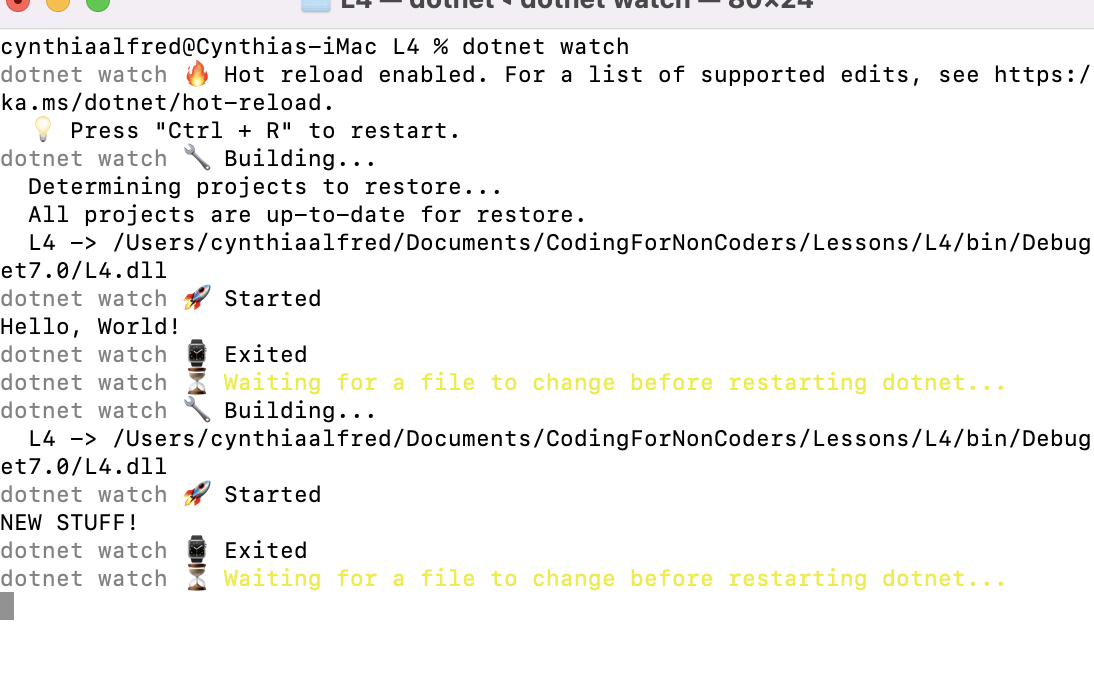 L4 — dotnet ◂ dotnet watch — 80×24
cynthiaalfred@Cynthias-iMac L4 % dotnet watch
dotnet watch 🔥 Hot reload enabled. For a list of supported edits, see https:/
ka.ms/dotnet/hot-reload.
💡 Press "Ctrl + R" to restart.
dotnet watch 🔧 Building...
Determining projects to restore...
All projects are up-to-date for restore.
L4 -> /Users/cynthiaalfred/Documents/CodingForNonCoders/Lessons/L4/bin/Debug
et7.0/L4.dll
dotnet watch 🚀 Started
Hello, World!
dotnet watch ⌚ Exited
dotnet watch ⏳ Waiting for a file to change before restarting dotnet...
dotnet watch 🔧 Building...
L4 -> /Users/cynthiaalfred/Documents/CodingForNonCoders/Lessons/L4/bin/Debug
et7.0/L4.dll
dotnet watch 🚀 Started
NEW STUFF!
dotnet watch ⌚ Exited
dotnet watch ⏳ Waiting for a file to change before restarting dotnet...